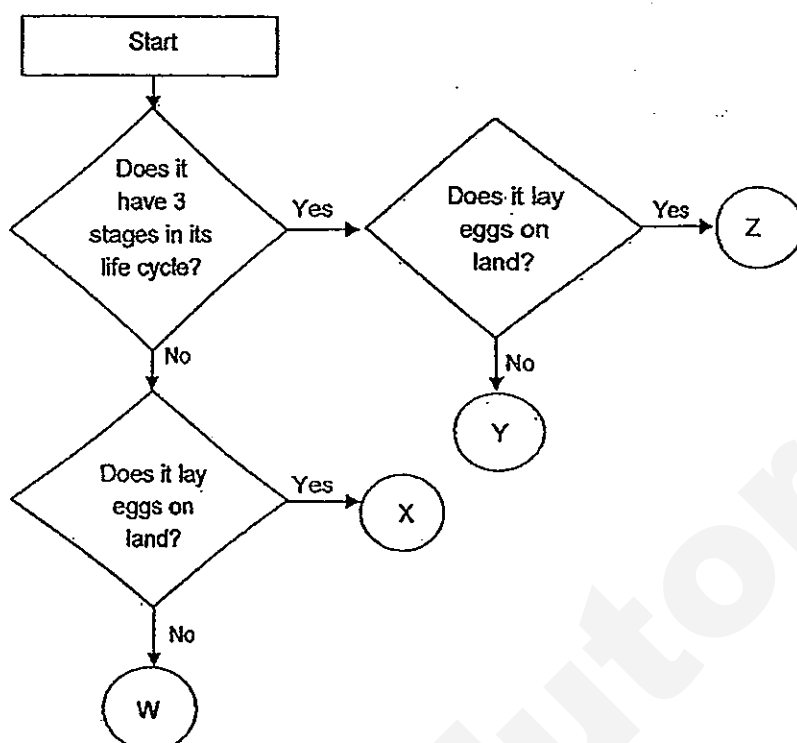 Start
Does it
have 3
stages in its
life cycle?
Yes
Does it lay
eggs on
land?
Yes
Z
No
No
Y
Does it lay
eggs on
land?
Yes
X
No
W